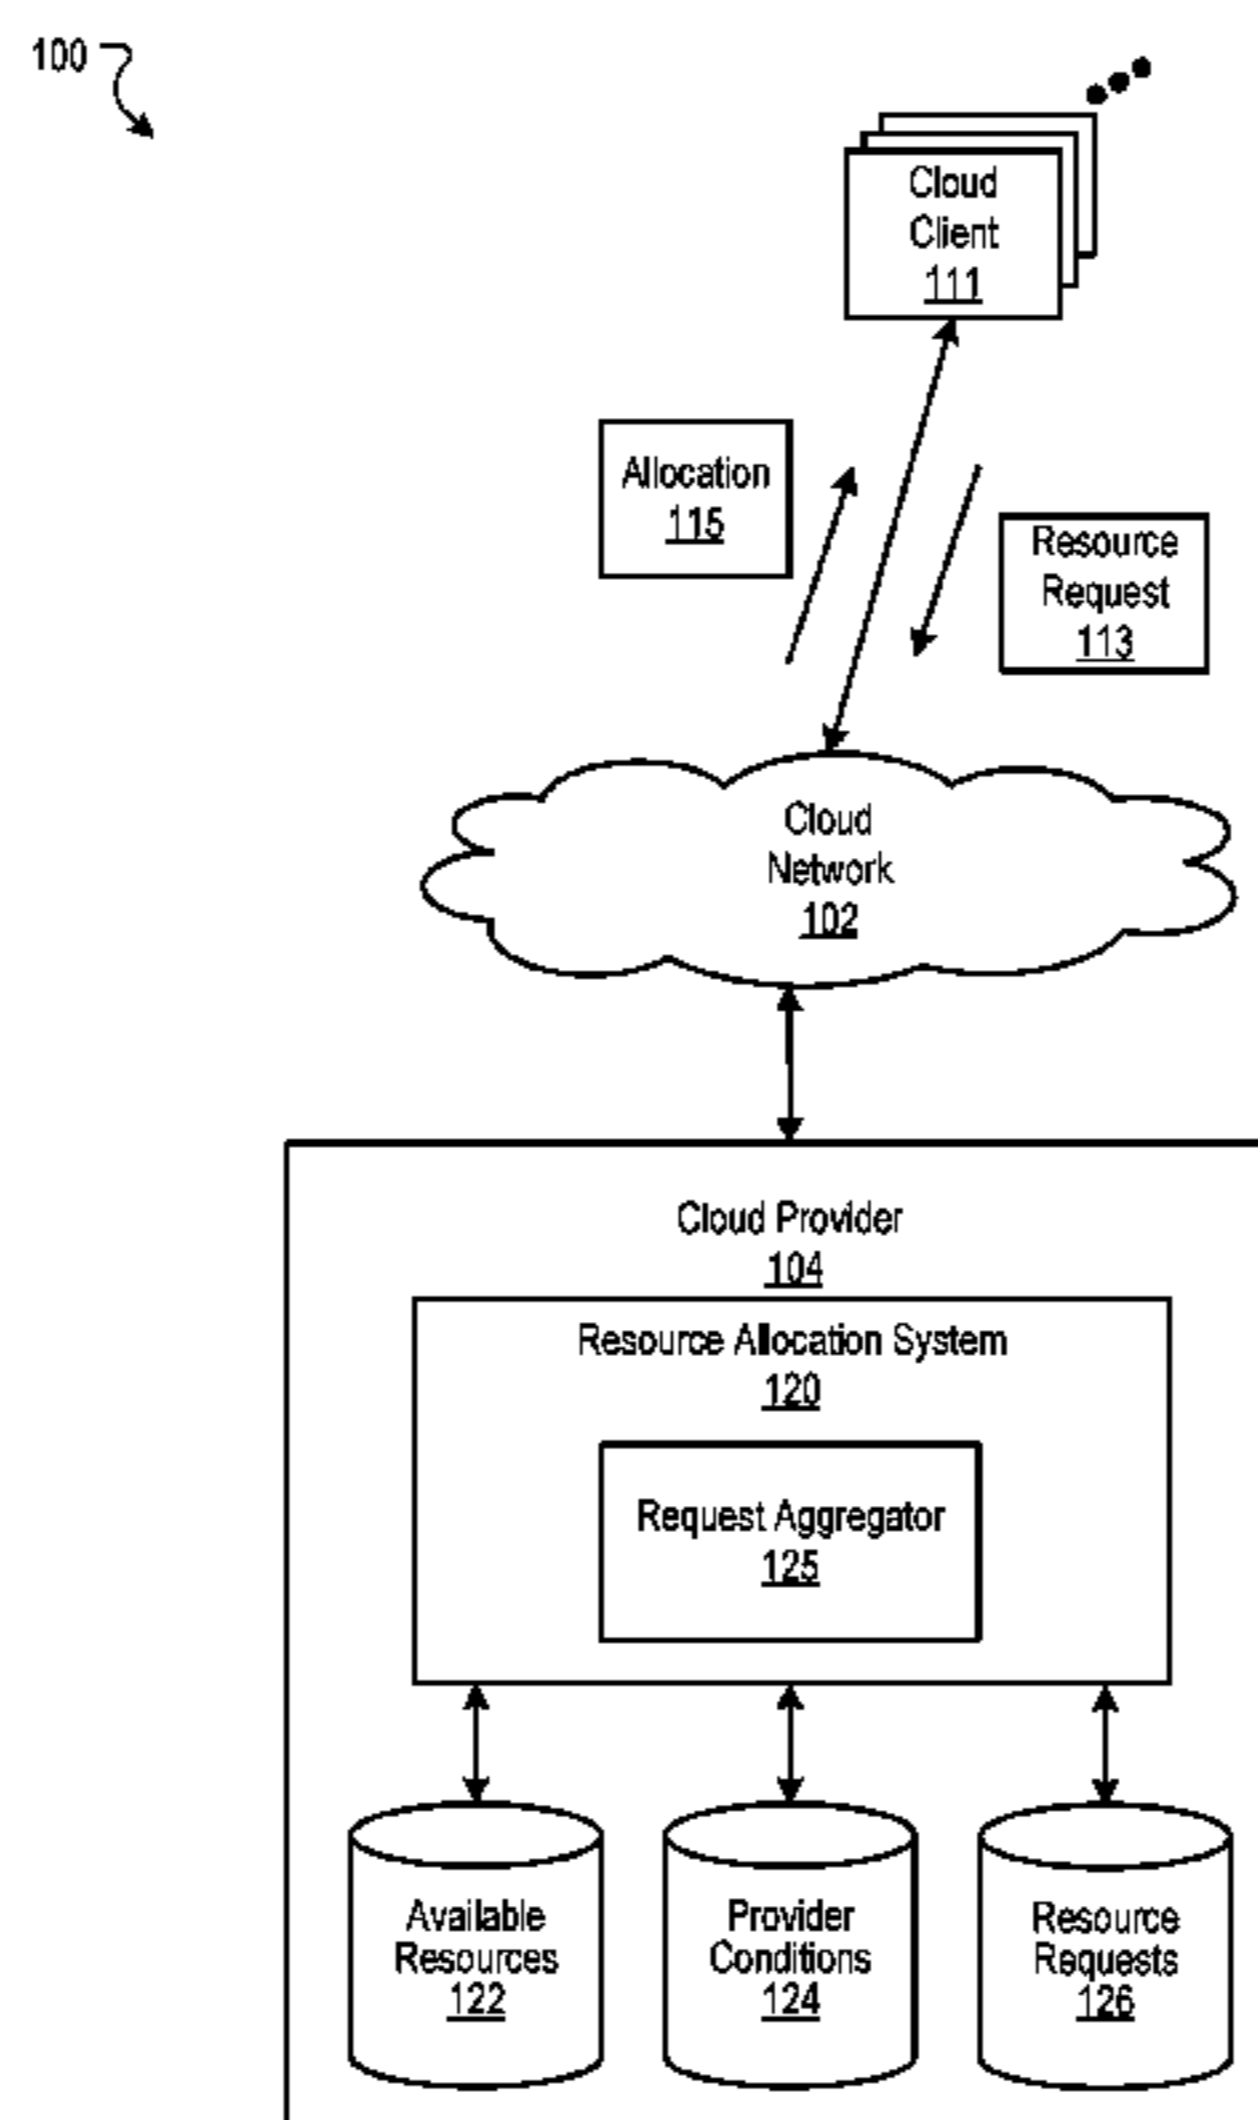 100
Cloud
Client
111
Allocation
115
Resource
Request
113
Cloud
Network
102
Cloud Provider
104
Resource Allocation System
120
Request Aggregator
125
Available
Resources
122
Provider
Conditions
124
Resource
Requests
126